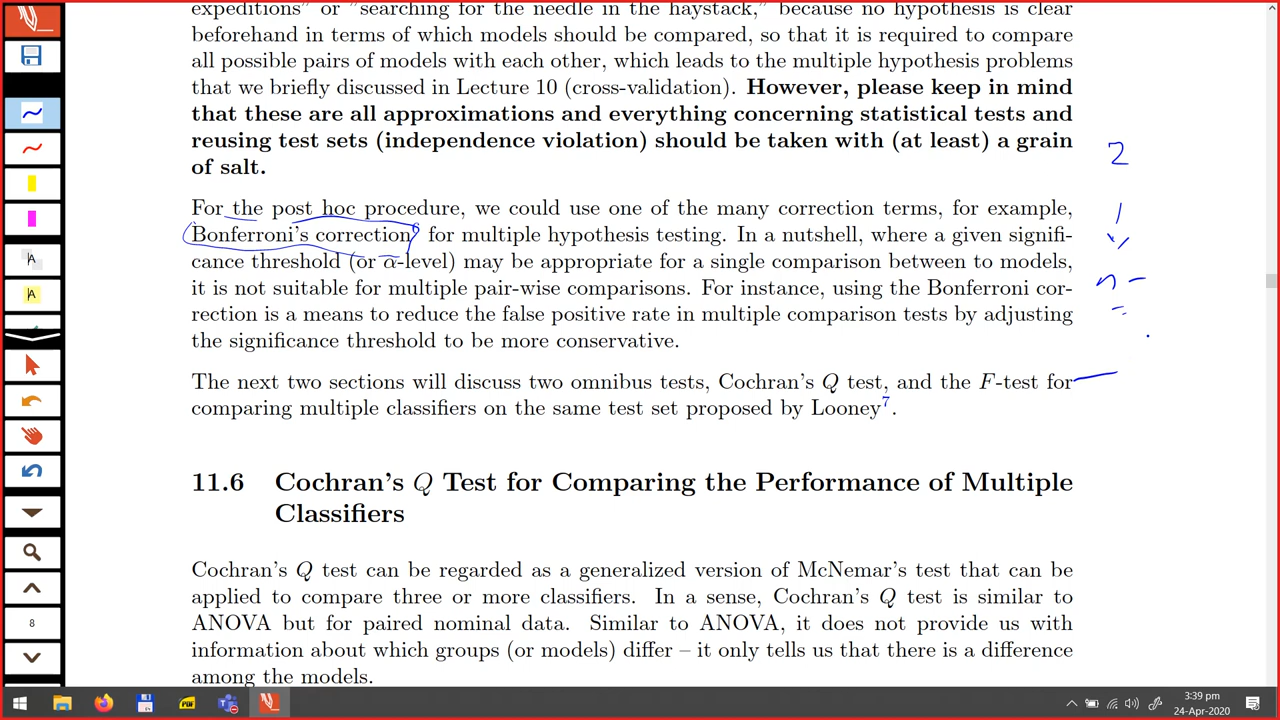 expeditions” or ”searching for the needle in the haystack,” because no hypothesis is clear
beforehand in terms of which models should be compared, so that it is required to compare
all possible pairs of models with each other, which leads to the multiple hypothesis problems
that we briefly discussed in Lecture 10 (cross-validation). However, please keep in mind
that these are all approximations and everything concerning statistical tests and
reusing test sets (independence violation) should be taken with (at least) a grain
of salt.
2
For the post hoc procedure, we could use one of the many correction terms, for example,
Bonferroni's correction6 for multiple hypothesis testing. In a nutshell, where a given signifi-
cance threshold (or α-level) may be appropriate for a single comparison between to models,
it is not suitable for multiple pair-wise comparisons. For instance, using the Bonferroni cor-
rection is a means to reduce the false positive rate in multiple comparison tests by adjusting
the significance threshold to be more conservative.
The next two sections will discuss two omnibus tests, Cochran's Q test, and the F-test for
comparing multiple classifiers on the same test set proposed by Looney7.
11.6 Cochran's Q Test for Comparing the Performance of Multiple
Classifiers
Cochran's Q test can be regarded as a generalized version of McNemar's test that can be
applied to compare three or more classifiers. In a sense, Cochran's Q test is similar to
ANOVA but for paired nominal data. Similar to ANOVA, it does not provide us with
information about which groups (or models) differ – it only tells us that there is a difference
among the models.
A
A
8
PDF
3:39 pm
24-Apr-2020